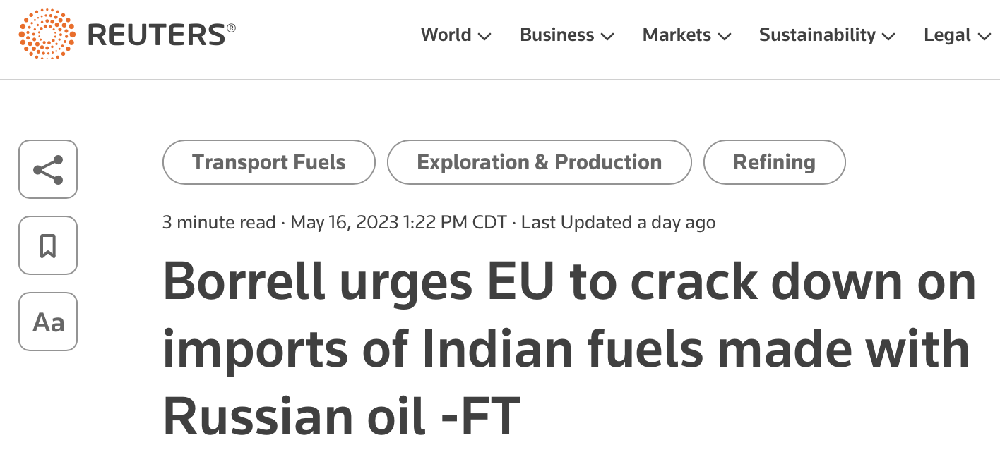 REUTERS®
World Business Markets Sustainability Legal
Transport Fuels Exploration & Production Refining
3 minute read · May 16, 2023 1:22 PM CDT · Last Updated a day ago
Borrell urges EU to crack down on
imports of Indian fuels made with
Russian oil -FT
Aa